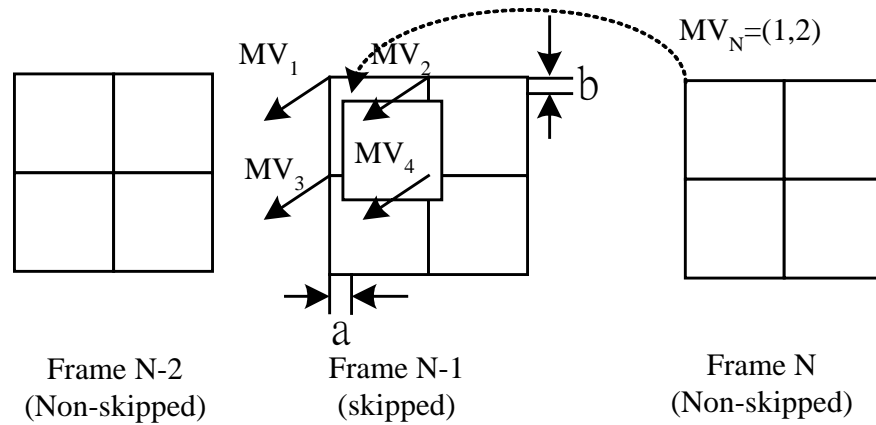 MV_N=(1,2)
MV_1
MV_2
b
MV_3
MV_4
a
Frame N-2
(Non-skipped)
Frame N-1
(skipped)
Frame N
(Non-skipped)